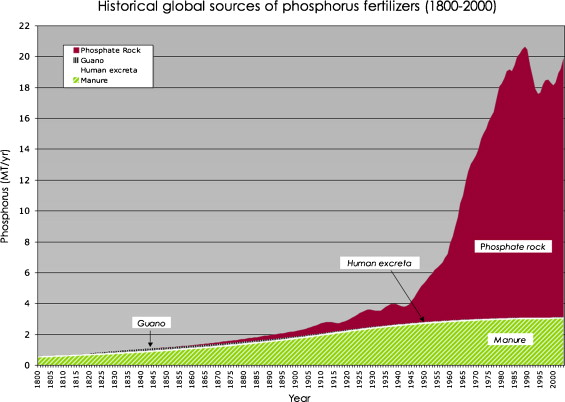 Historical global sources of phosphorus fertilizers (1800-2000)
Phosphate Rock
Guano
Human excreta
Manure
Phosphorus (MT/yr)
22
20
18
16
14
12
10
8
6
4
2
0
Phosphate rock
Human excreta
Guano
Manure
1800 1805 1810 1815 1820 1825 1830 1835 1840 1845 1850 1855 1860 1865 1870 1875 1880 1885 1890 1895 1900 1905 1910 1915 1920 1925 1930 1935 1940 1945 1950 1955 1960 1965 1970 1975 1980 1985 1990 1995 2000
Year